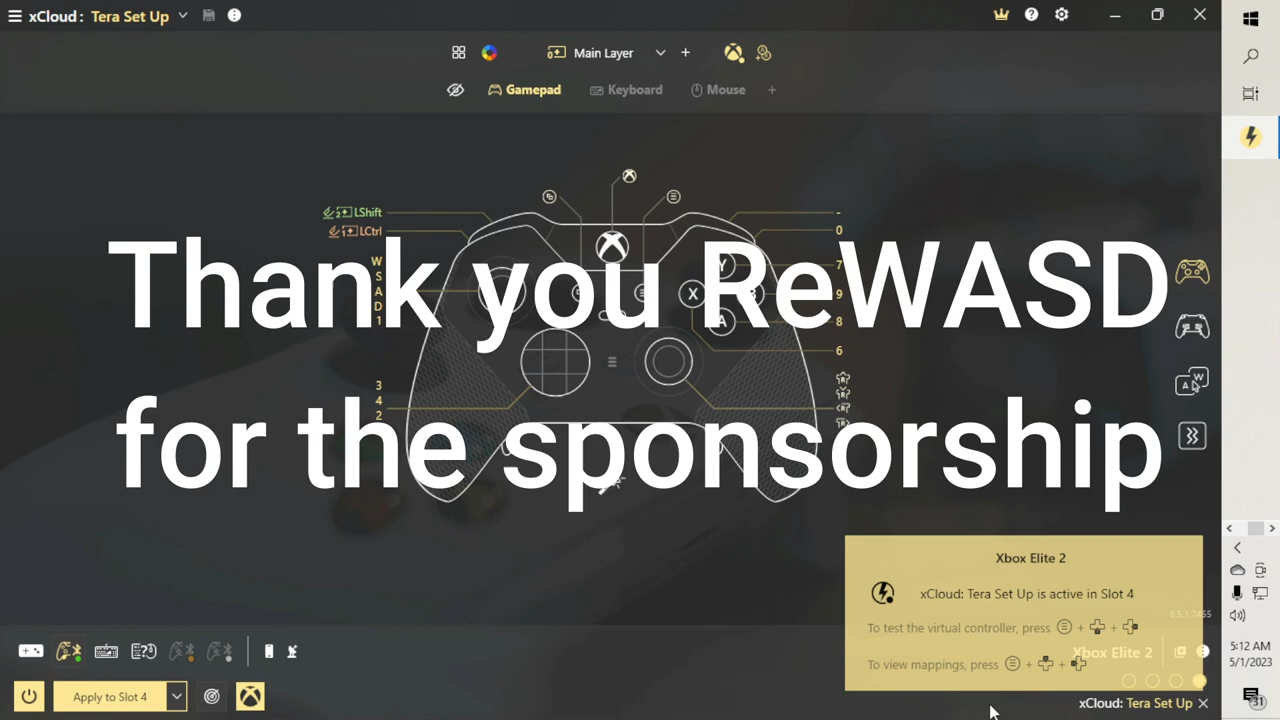 xCloud: Tera Set Up
Main Layer
Gamepad
Keyboard
Mouse
LShift
LCtrl
W
S
A
D
1
3
4
2
-
0
7
9
8
6
Y
X
A
Thank you ReWASD
for the sponsorship
Xbox Elite 2
xCloud: Tera Set Up is active in Slot 4
To test the virtual controller, press + +
To view mappings, press + +
Xbox Elite 2
Apply to Slot 4
xCloud: Tera Set Up
5:12 AM
5/1/2023
31